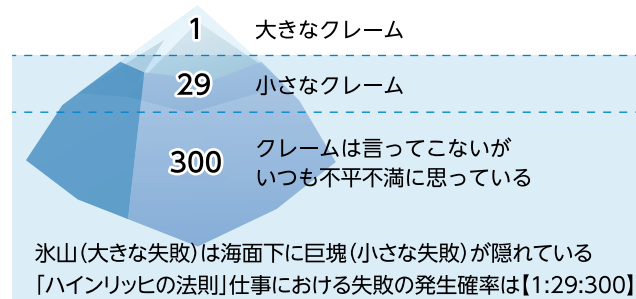 1 大きなクレーム
29 小さなクレーム
300 クレームは言ってこないが
いつも不平不満に思っている
氷山（大きな失敗）は海面下に巨塊（小さな失敗）が隠れている
「ハインリッヒの法則」仕事における失敗の発生確率は【1:29:300】